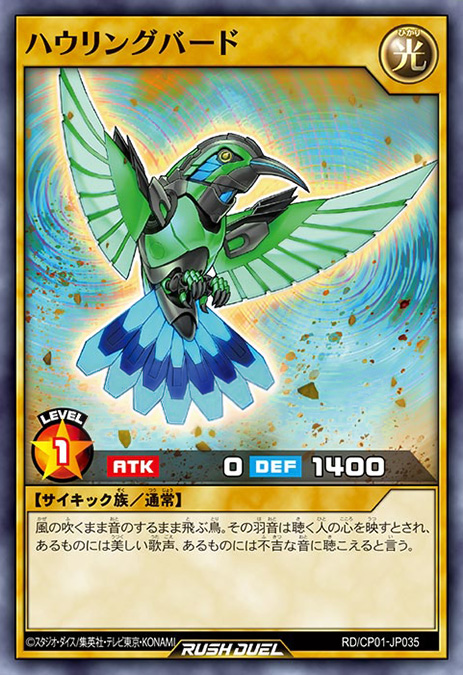 ハウリングバード
ひかり
光
LEVEL
1
ATK 0 DEF 1400
【サイキック族/通常】
風の吹くまま音のするまま飛ぶ鳥。その羽音は聴く人の心を映すとされ、
あるものには美しい歌声、あるものには不吉な音に聴こえると言う。
©スタジオ・ダイス/集英社・テレビ東京・KONAMI
RUSH DUEL
RD/CP01-JP035